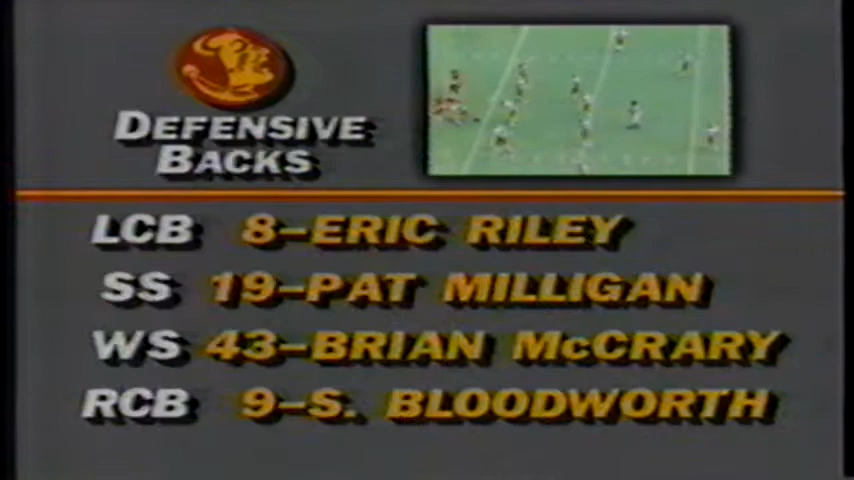 DEFENSIVE
BACKS
LCB 8-ERIC RILEY
SS 19-PAT MILLIGAN
WS 43-BRIAN McCRARY
RCB 9-S. BLOODWORTH